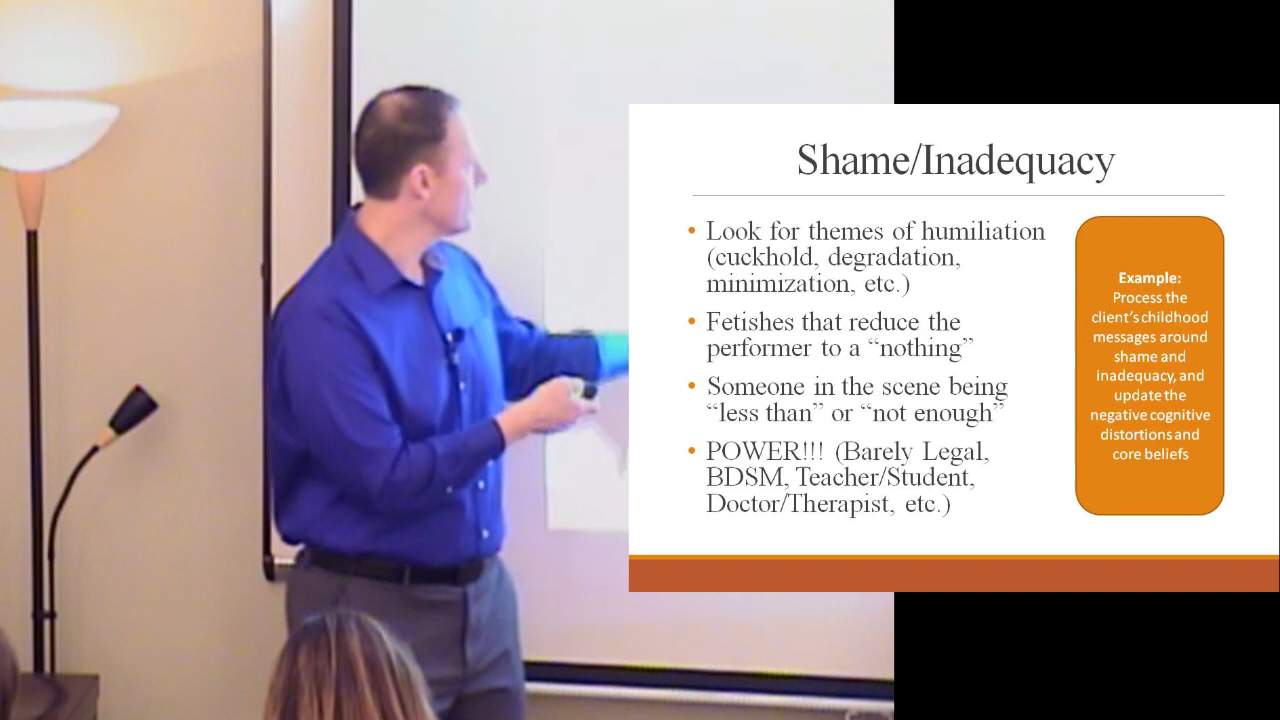 Shame/Inadequacy
• Look for themes of humiliation
(cuckhold, degradation,
minimization, etc.)
• Fetishes that reduce the
performer to a “nothing”
• Someone in the scene being
“less than” or “not enough”
• POWER!!! (Barely Legal,
BDSM, Teacher/Student,
Doctor/Therapist, etc.)
Example:
Process the
client’s childhood
messages around
shame and
inadequacy, and
update the
negative cognitive
distortions and
core beliefs